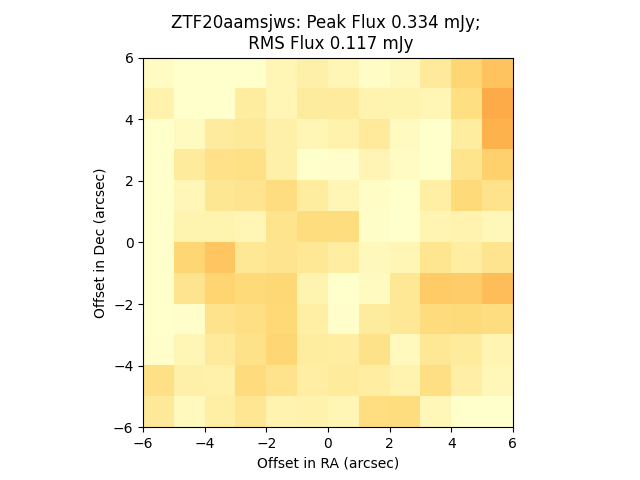 ZTF20aamsjws: Peak Flux 0.334 mJy;
RMS Flux 0.117 mJy
6
4
2
0
−2
−4
−6
Offset in Dec (arcsec)
−6 −4 −2 0 2 4 6
Offset in RA (arcsec)